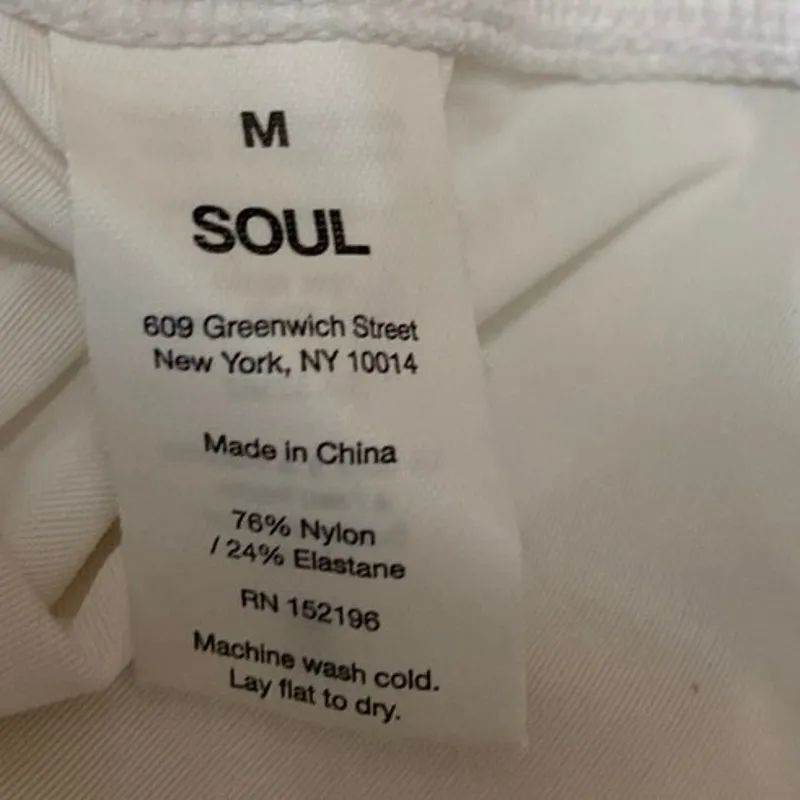 M
SOUL
609 Greenwich Street
New York, NY 10014
Made in China
76% Nylon
/ 24% Elastane
RN 152196
Machine wash cold.
Lay flat to dry.